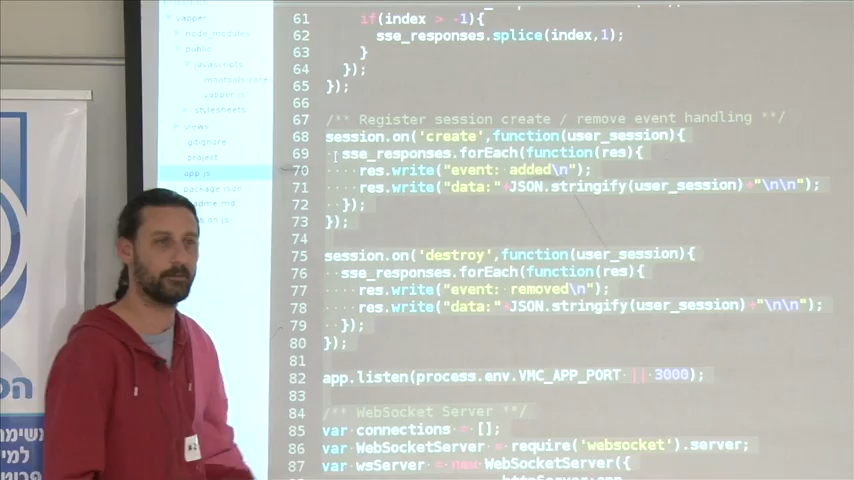 yapper
node_modules
public
javascripts
yapper.js
stylesheets
views
.gitignore
.project
app.js
package.json
readme.md
61 if(index > -1){
62 sse_responses.splice(index,1);
63 }
64 });
65 });
66
67 /** Register session create / remove event handling **/
68 session.on('create',function(user_session){
69 sse_responses.forEach(function(res){
70 res.write("event: added\n");
71 res.write("data:"+JSON.stringify(user_session)+"\n\n");
72 });
73 });
74
75 session.on('destroy',function(user_session){
76 sse_responses.forEach(function(res){
77 res.write("event: removed\n");
78 res.write("data:"+JSON.stringify(user_session)+"\n\n");
79 });
80 });
81
82 app.listen(process.env.VMC_APP_PORT || 3000);
83
84 /** WebSocket Server **/
85 var connections = [];
86 var WebSocketServer = require('websocket').server;
87 var wsServer = new WebSocketServer({